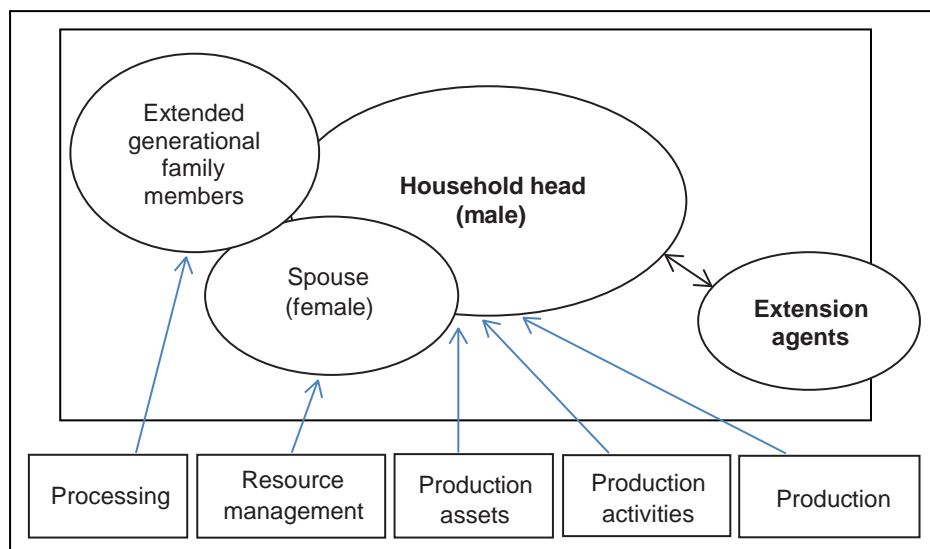 Extended
generational
family
members
Household head
(male)
Spouse
(female)
Extension
agents
Processing
Resource
management
Production
assets
Production
activities
Production